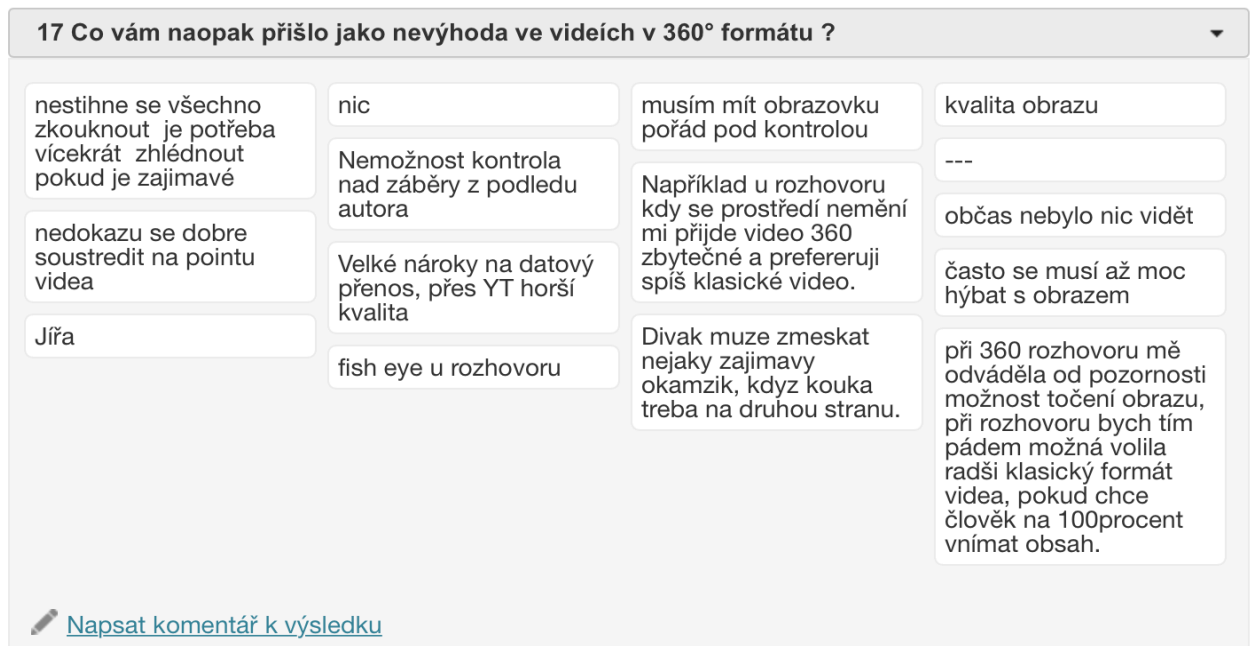 17 Co vám naopak přišlo jako nevýhoda ve videích v 360° formátu ?
nestihne se všechno
zkouknout  je potřeba
vícekrát  zhlédnout
pokud je zajimavé
nedokazu se dobre
soustredit na pointu
videa
Jířa
nic
Nemožnost kontrola
nad záběry z podledu
autora
Velké nároky na datový
přenos, přes YT horší
kvalita
fish eye u rozhovoru
musím mít obrazovku
pořád pod kontrolou
Například u rozhovoru
kdy se prostředí nemění
mi přijde video 360
zbytečné a prefereruji
spíš klasické video.
Divak muze zmeskat
nejaky zajimavy
okamzik, kdyz kouka
treba na druhou stranu.
kvalita obrazu
---
občas nebylo nic vidět
často se musí až moc
hýbat s obrazem
při 360 rozhovoru mě
odváděla od pozornosti
možnost točení obrazu,
při rozhovoru bych tím
pádem možná volila
radši klasický formát
videa, pokud chce
člověk na 100procent
vnímat obsah.
Napsat komentář k výsledku